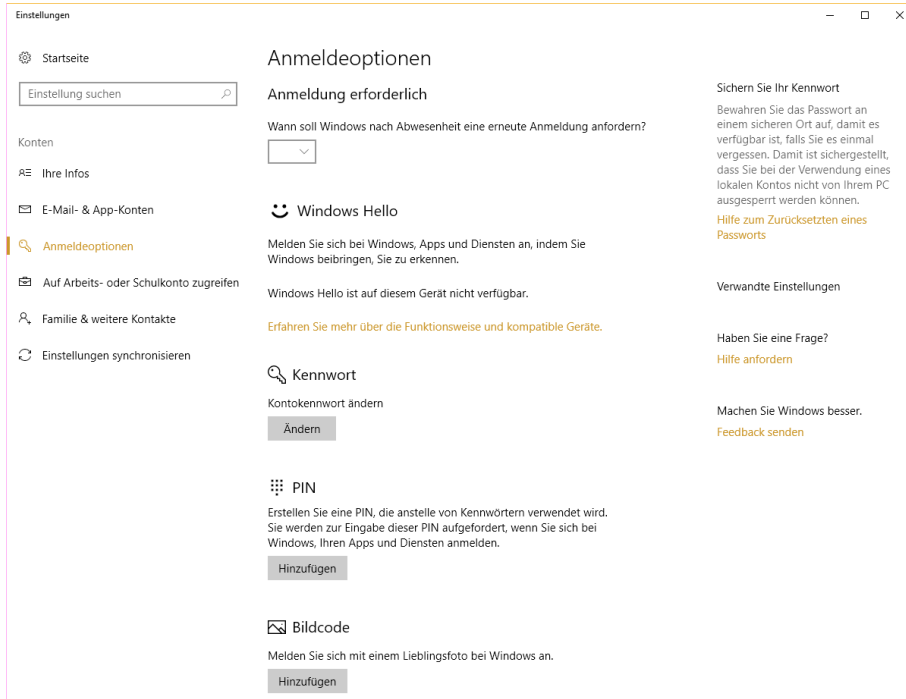 Einstellungen
Startseite
Einstellung suchen
Konten
Ihre Infos
E-Mail- & App-Konten
Anmeldeoptionen
Auf Arbeits- oder Schulkonto zugreifen
Familie & weitere Kontakte
Einstellungen synchronisieren
Anmeldeoptionen
Anmeldung erforderlich
Wann soll Windows nach Abwesenheit eine erneute Anmeldung anfordern?
Windows Hello
Melden Sie sich bei Windows, Apps und Diensten an, indem Sie
Windows beibringen, Sie zu erkennen.
Windows Hello ist auf diesem Gerät nicht verfügbar.
Erfahren Sie mehr über die Funktionsweise und kompatible Geräte.
Kennwort
Kontokennwort ändern
Ändern
PIN
Erstellen Sie eine PIN, die anstelle von Kennwörtern verwendet wird.
Sie werden zur Eingabe dieser PIN aufgefordert, wenn Sie sich bei
Windows, Ihren Apps und Diensten anmelden.
Hinzufügen
Bildcode
Melden Sie sich mit einem Lieblingsfoto bei Windows an.
Hinzufügen
Sichern Sie Ihr Kennwort
Bewahren Sie das Passwort an
einem sicheren Ort auf, damit es
verfügbar ist, falls Sie es einmal
vergessen. Damit ist sichergestellt,
dass Sie bei der Verwendung eines
lokalen Kontos nicht von Ihrem PC
ausgesperrt werden können.
Hilfe zum Zurücksetzten eines
Passworts
Verwandte Einstellungen
Haben Sie eine Frage?
Hilfe anfordern
Machen Sie Windows besser.
Feedback senden